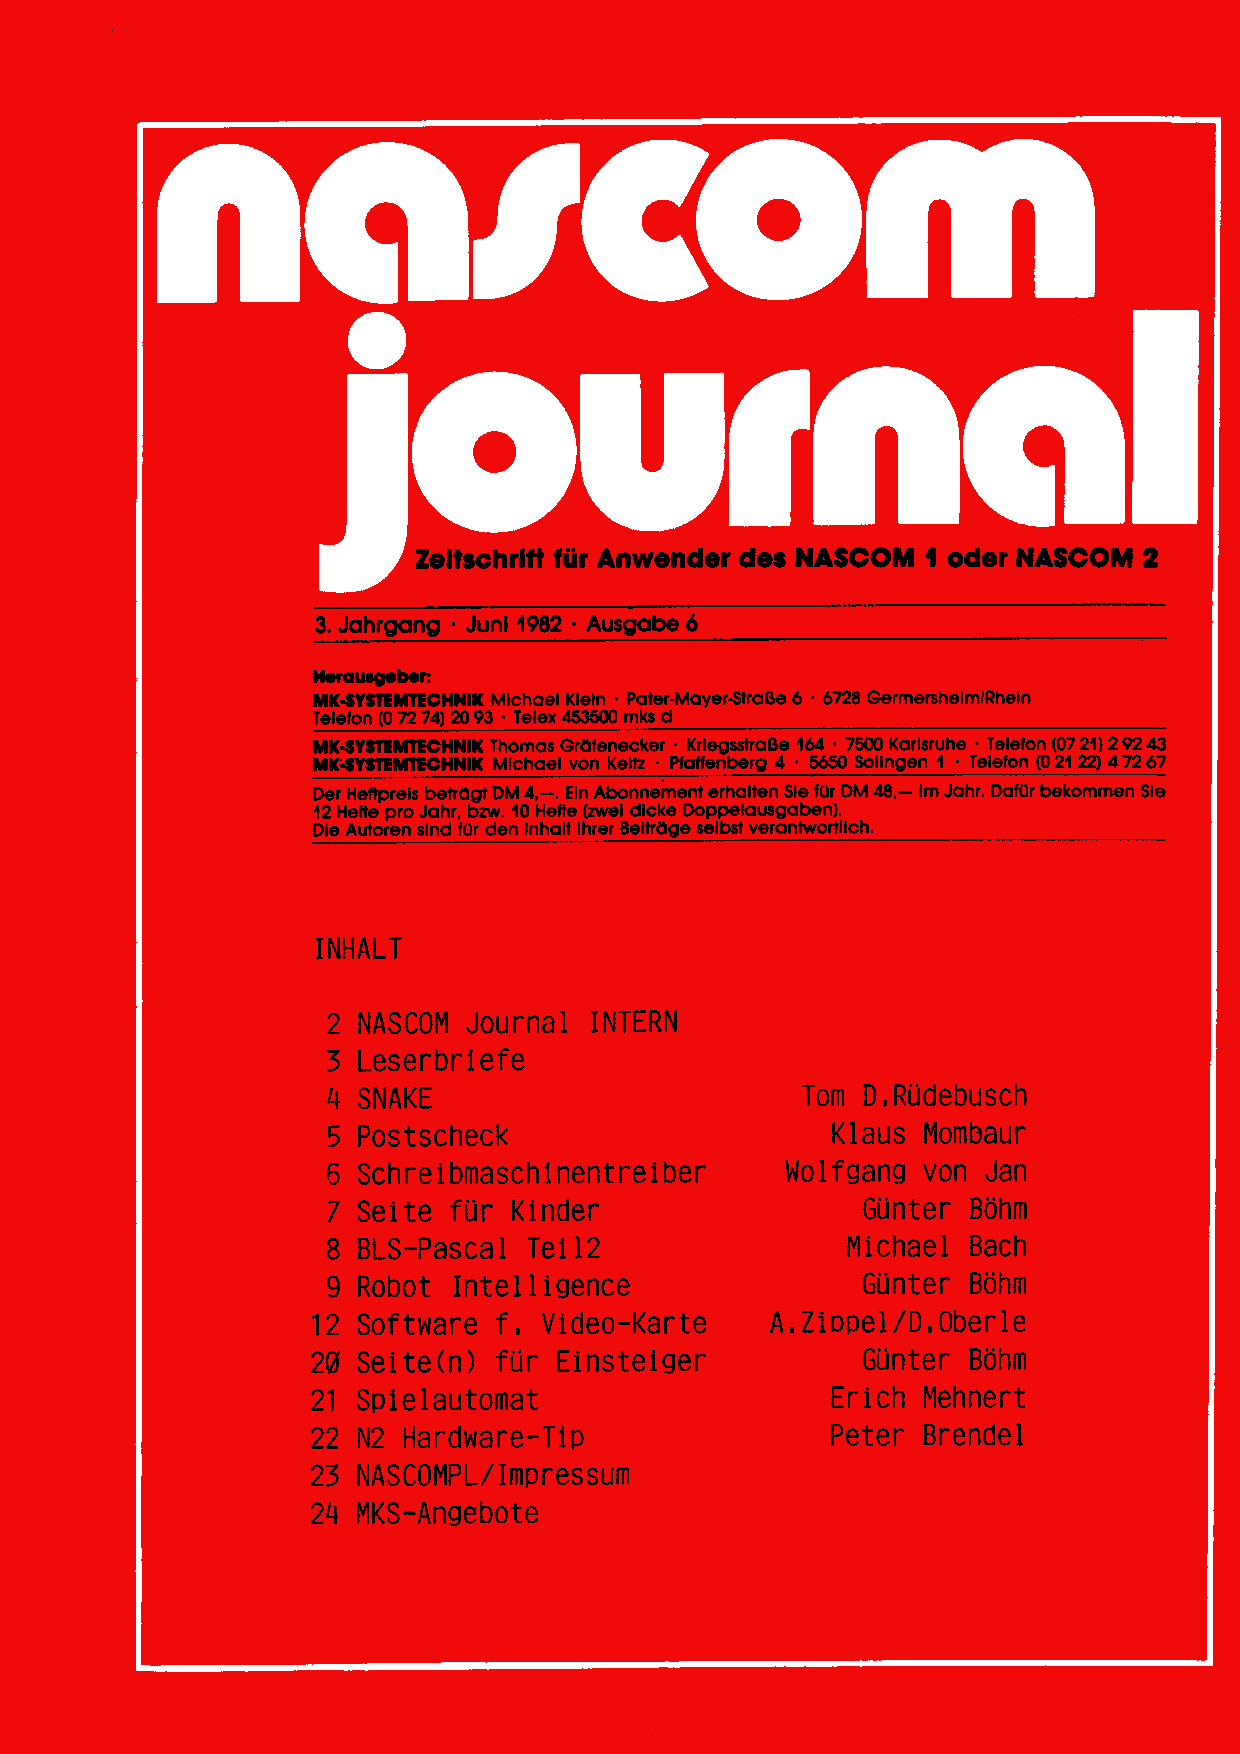 nascom
journal
Zeitschrift für Anwender des NASCOM 1 oder NASCOM 2
3. Jahrgang · Juni 1982 · Ausgabe 6
Herausgeber:
MK-SYSTEMTECHNIK Michael Klein · Pater-Mayer-Straße 6 · 6728 Germersheim/Rhein
Telefon (0 72 74) 20 93 · Telex 453500 mks d
MK-SYSTEMTECHNIK Thomas Gräfenecker · Kriegsstraße 164 · 7500 Karlsruhe · Telefon (07 21) 2 92 43
MK-SYSTEMTECHNIK Michael von Keitz · Pfaffenberg 4 · 5650 Solingen 1 · Telefon (0 21 22) 4 72 67
Der Heftpreis beträgt DM 4,—. Ein Abonnement erhalten Sie für DM 48,— im Jahr. Dafür bekommen Sie
12 Hefte pro Jahr, bzw. 10 Hefte (zwei dicke Doppelausgaben).
Die Autoren sind für den Inhalt ihrer Beiträge selbst verantwortlich.
INHALT
2 NASCOM Journal INTERN
3 Leserbriefe
4 SNAKE Tom D.Rüdebusch
5 Postscheck Klaus Mombaur
6 Schreibmaschinentreiber Wolfgang von Jan
7 Seite für Kinder Günter Böhm
8 BLS-Pascal Teil2 Michael Bach
9 Robot Intelligence Günter Böhm
12 Software f. Video-Karte A.Zippel/D.Oberle
20 Seite(n) für Einsteiger Günter Böhm
21 Spielautomat Erich Mehnert
22 N2 Hardware-Tip Peter Brendel
23 NASCOMPL/Impressum
24 MKS-Angebote